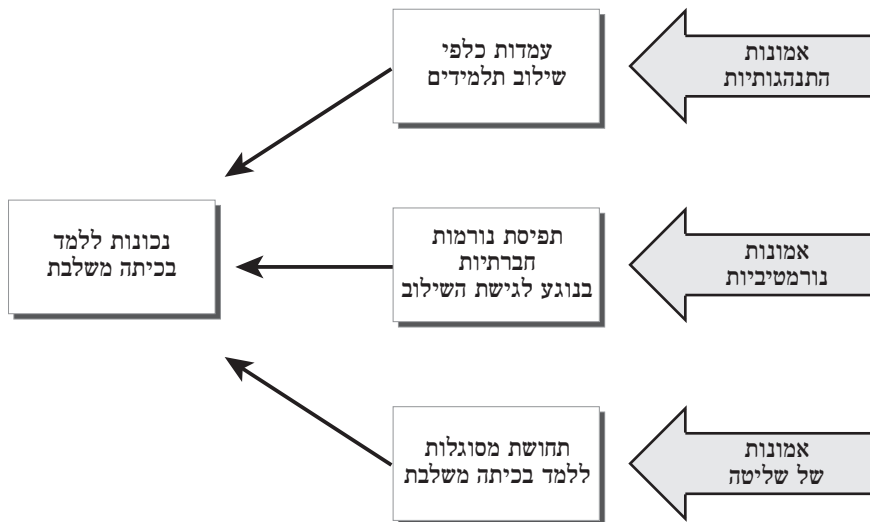 אמונות
התנהגותיות
עמדות כלפי
שילוב תלמידים
אמונות
נורמטיביות
תפיסת נורמות
חברתיות
בנוגע לגישת השילוב
נכונות ללמד
בכיתה משלבת
אמונות
של שליטה
תחושת מסוגלות
ללמד בכיתה משלבת